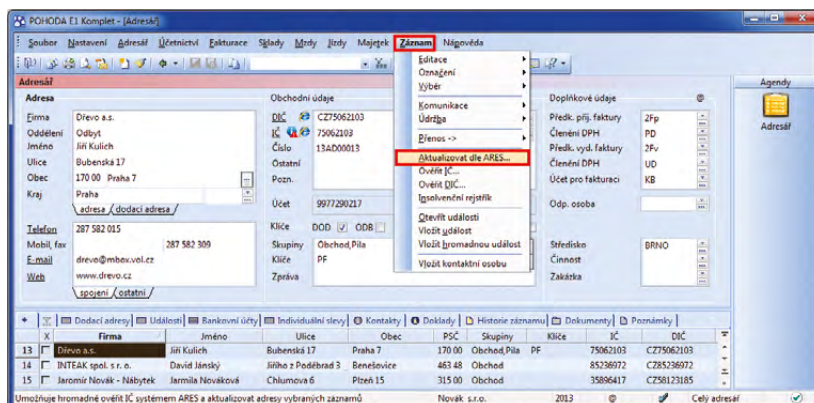 POHODA E1 Komplet - [Adresář]
Soubor Nastavení Adresář Účetnictví Fakturace Sklady Mzdy Jízdy Majetek Záznam Nápověda
Adresář
Agendy
Adresář
Adresa
Firma Dřevo a.s.
Oddělení Odbyt
Jméno Jiří Kulich
Ulice Bubenská 17
Obec 170 00 Praha 7
Kraj Praha
adresa dodací adresa
Telefon 287 582 015
Mobil, fax 287 582 309
E-mail drevo@mbox.vol.cz
Web www.drevo.cz
spojení ostatní
Obchodní údaje
DIČ CZ75062103
IČ 75062103
Číslo 13AD00013
Ostatní
Pozn.
Účet 9977290217
Klíče DOD ODB
Skupiny Obchod,Pila
Klíče PF
Zpráva
Editace
Označení
Výběr
Komunikace
Údržba
Přenos ->
Aktualizovat dle ARES...
Ověřit IČ...
Ověřit DIČ...
Insolvenční rejstřík
Otevřít události
Vložit událost
Vložit hromadnou událost
Vložit kontaktní osobu
Doplňkové údaje @
Předk. přij. faktury 2Fp
Členění DPH PD
Předk. vyd. faktury 2Fv
Členění DPH UD
Účet pro fakturaci KB
Odp. osoba
Středisko BRNO
Činnost
Zakázka
Dodací adresy Události Bankovní účty Individuální slevy Kontakty Doklady Historie záznamu Dokumenty Poznámky
X Firma Jméno Ulice Obec PSČ Skupiny Klíče IČ DIČ
13 Dřevo a.s. Jiří Kulich Bubenská 17 Praha 7 170 00 Obchod,Pila PF 75062103 CZ75062103
14 INTEAK spol. s r. o. David Jánský Jiřího z Poděbrad 3 Benešovice 463 48 Obchod 85236972 CZ85236972
15 Jaromír Novák - Nábytek Jarmila Nováková Chlumova 6 Plzeň 15 315 00 Obchod 35896417 CZ58123185
Umožňuje hromadné ověřit IČ systémem ARES a aktualizovat adresy vybraných záznamů Novák s.r.o. 2013 @ Celý adresář